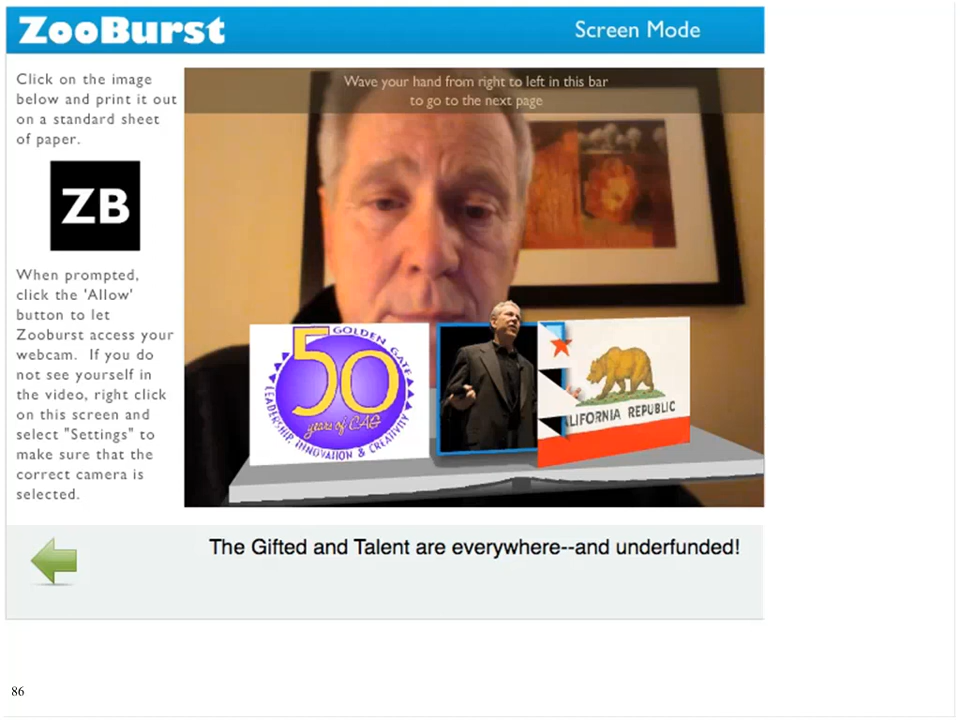 ZooBurst
Screen Mode
Click on the image
below and print it out
on a standard sheet
of paper.
ZB
When prompted,
click the 'Allow'
button to let
Zooburst access your
webcam. If you do
not see yourself in
the video, right click
on this screen and
select "Settings" to
make sure that the
correct camera is
selected.
Wave your hand from right to left in this bar
to go to the next page
GOLDEN GATE
50
years of CAG
LEADERSHIP, INNOVATION & CREATIVITY
ALIFORNIA REPUBLIC
The Gifted and Talent are everywhere--and underfunded!
86